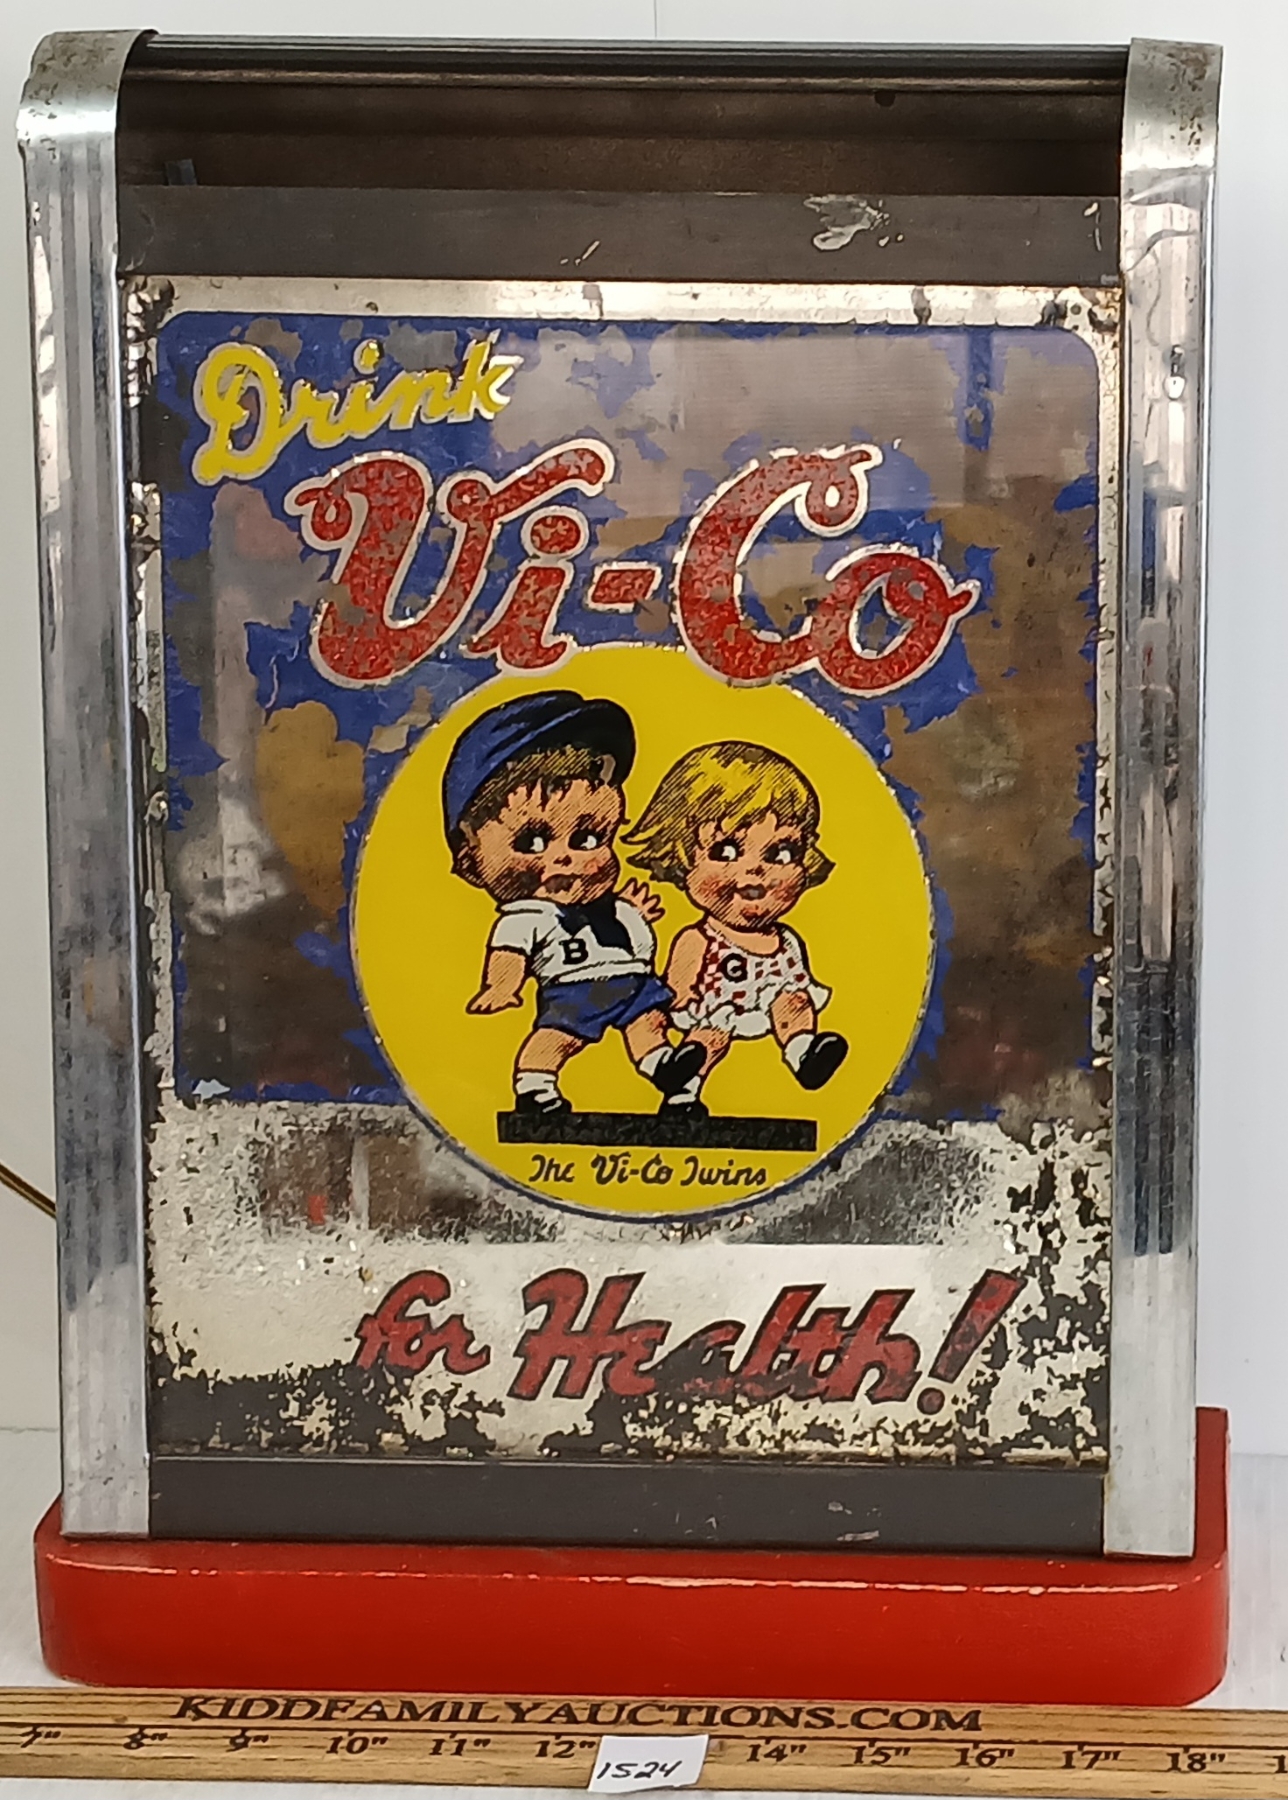 Drink
Vi-Co
B
C
The Vi-Co Twins
for Health!
KIDDFAMILYAUCTIONS.COM
7" 8" 9" 10" 11" 12" 14" 15" 16" 17" 18"
1524